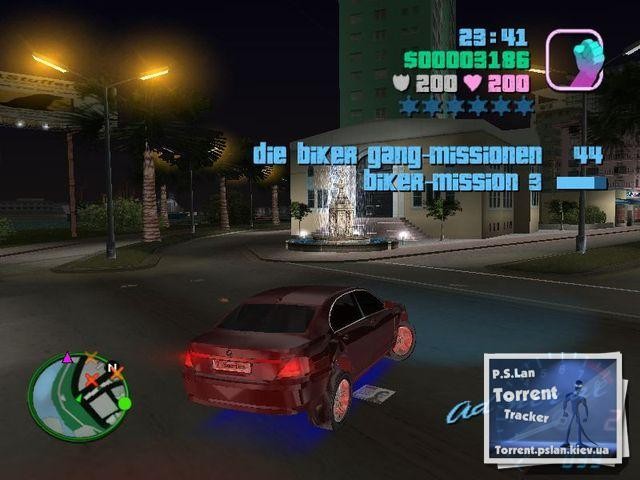 23:41
$00003186
200 200
die biker gang-missionen 44
biker-mission 3
N
P.S.Lan
Torrent
Tracker
Torrent.pslan.kiev.ua